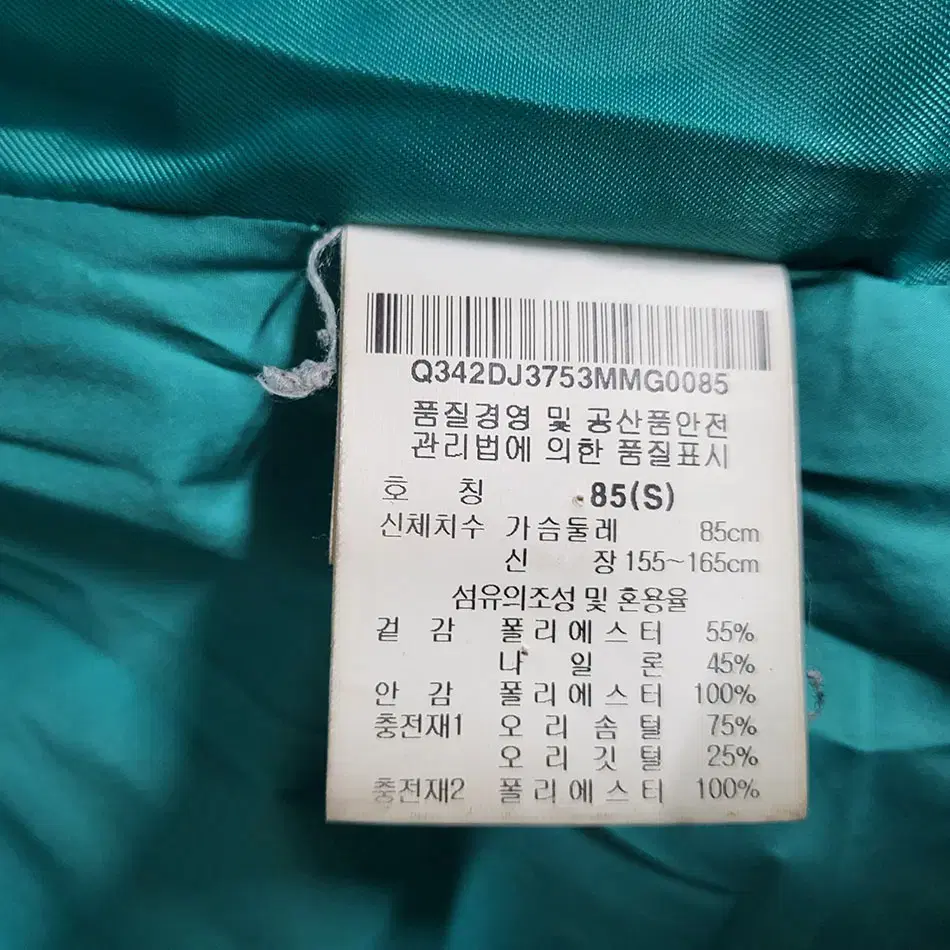 Q342DJ3753MMG0085
품질경영 및 공산품안전
관리법에 의한 품질표시
호 칭 85(S)
신체치수 가슴둘레 85cm
신 장 155~165cm
섬유의조성 및 혼용율
겉 감 폴리에스터 55%
나 일 론 45%
안 감 폴리에스터 100%
충전재1 오 리 솜 털 75%
오 리 깃 털 25%
충전재2 폴리에스터 100%